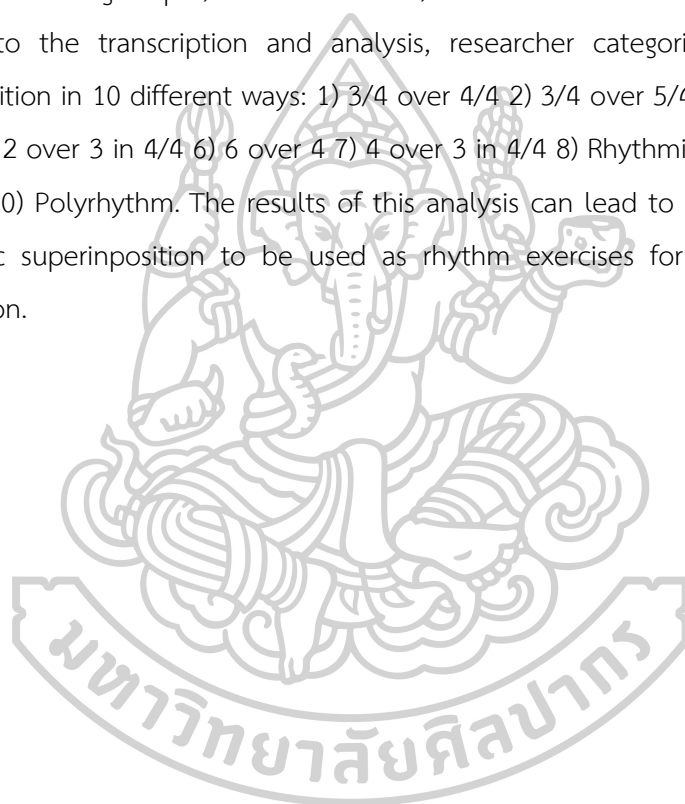 to the transcription and analysis, researcher categori
ition in 10 different ways: 1) 3/4 over 4/4 2) 3/4 over 5/4
2 over 3 in 4/4 6) 6 over 4 7) 4 over 3 in 4/4 8) Rhythmi
0) Polyrhythm. The results of this analysis can lead to
c superinposition to be used as rhythm exercises for
on.
มหาวิทยาลัยศิลปากร